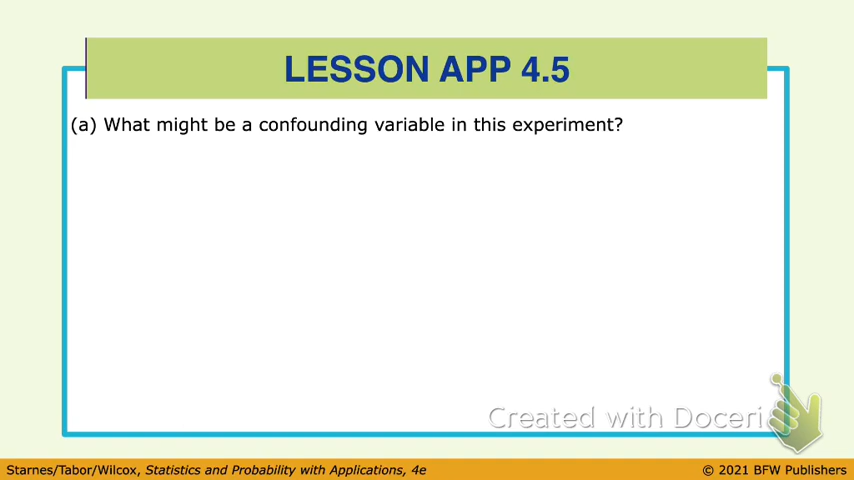 LESSON APP 4.5
(a) What might be a confounding variable in this experiment?
Created with Doceri
Starnes/Tabor/Wilcox, Statistics and Probability with Applications, 4e
© 2021 BFW Publishers